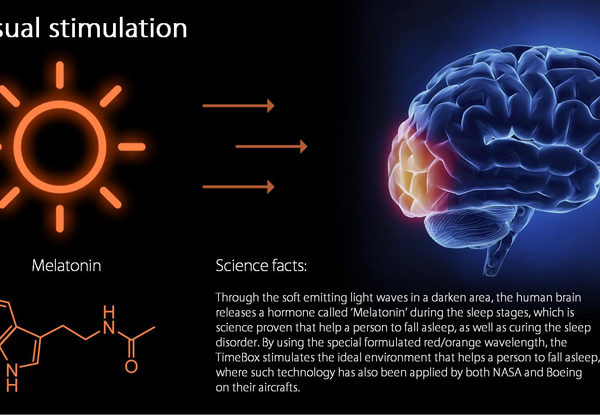 sual stimulation
Melatonin
Science facts:
Through the soft emitting light waves in a darken area, the human brain
releases a hormone called 'Melatonin' during the sleep stages, which is
science proven that help a person to fall asleep, as well as curing the sleep
disorder. By using the special formulated red/orange wavelength, the
TimeBox stimulates the ideal environment that helps a person to fall asleep,
where such technology has also been applied by both NASA and Boeing
on their aircrafts.
H
N
O
N
H